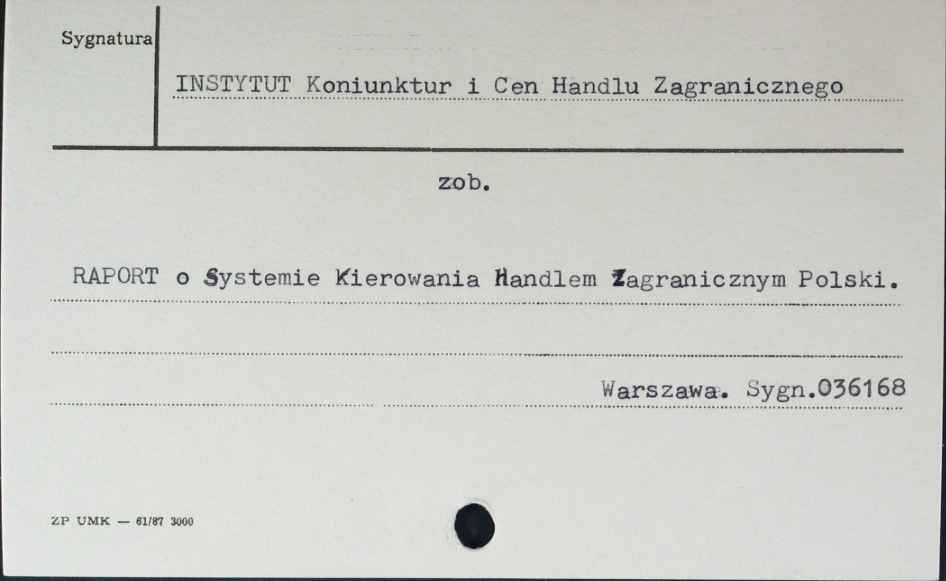 Sygnatura
INSTYTUT Koniunktur i Cen Handlu Zagranicznego
zob.
RAPORT o Systemie Kierowania Handlem Zagranicznym Polski.
Warszawa. Sygn.036168
ZP UMK — 61/87 3000